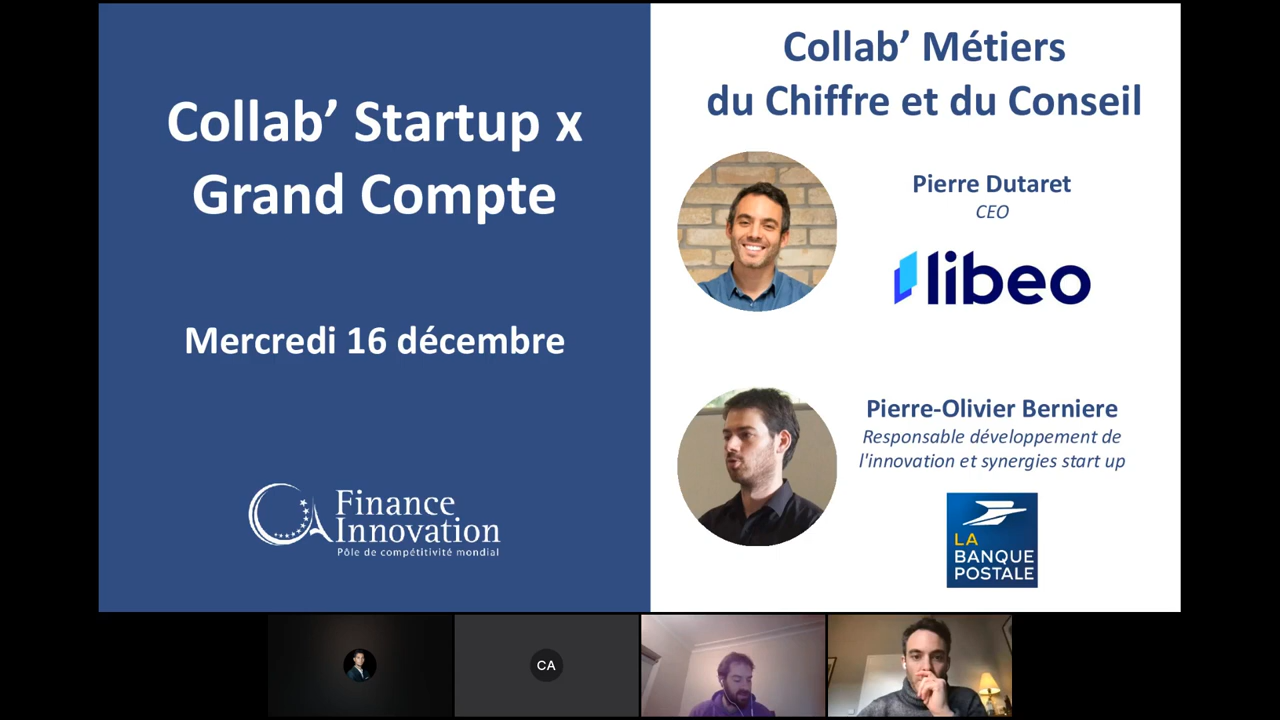 Collab’ Startup x
Grand Compte
Mercredi 16 décembre
Finance
Innovation
Pôle de compétitivité mondial
Collab’ Métiers
du Chiffre et du Conseil
Pierre Dutaret
CEO
libeo
Pierre-Olivier Berniere
Responsable développement de
l'innovation et synergies start up
LA
BANQUE
POSTALE
CA